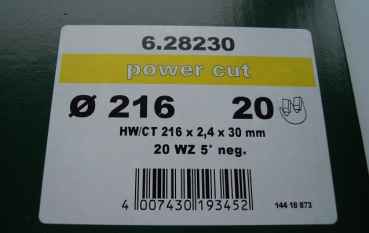 6.28230
power cut
Ø 216 20
HW/CT 216 x 2,4 x 30 mm
20 WZ 5° neg.
4 007430 193452
144 18 873